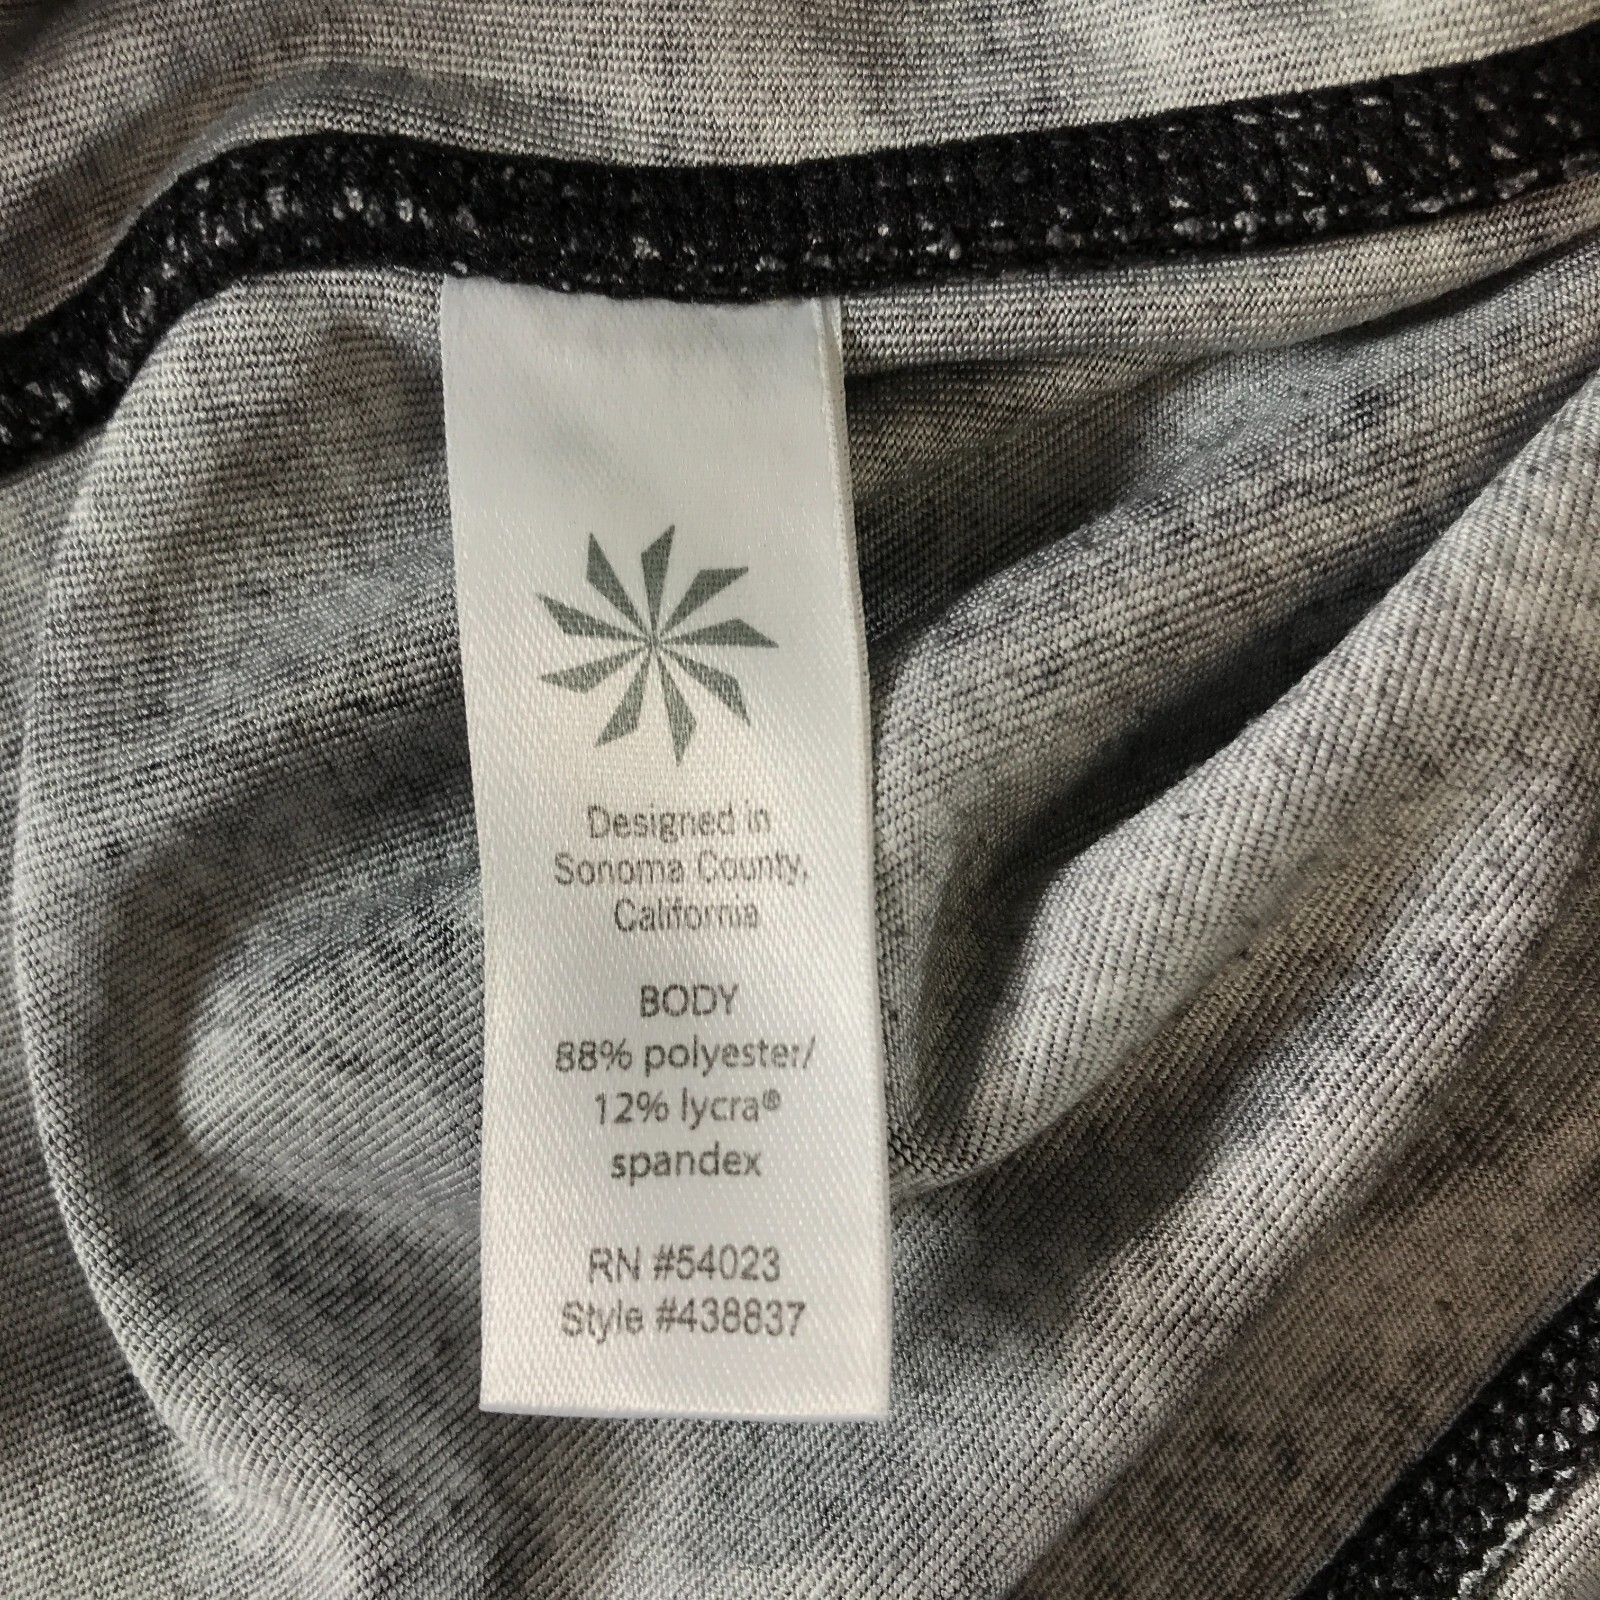 Designed in
Sonoma County,
California
BODY
88% polyester/
12% lycra®
spandex
RN #54023
Style #438837